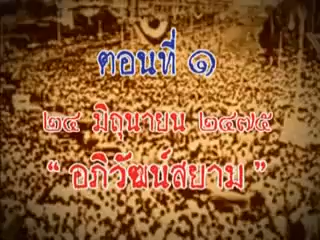 ตอนที่ ๑
๒๔ มิถุนายน ๒๔๗๕
“ อภิวัฒน์สยาม ”